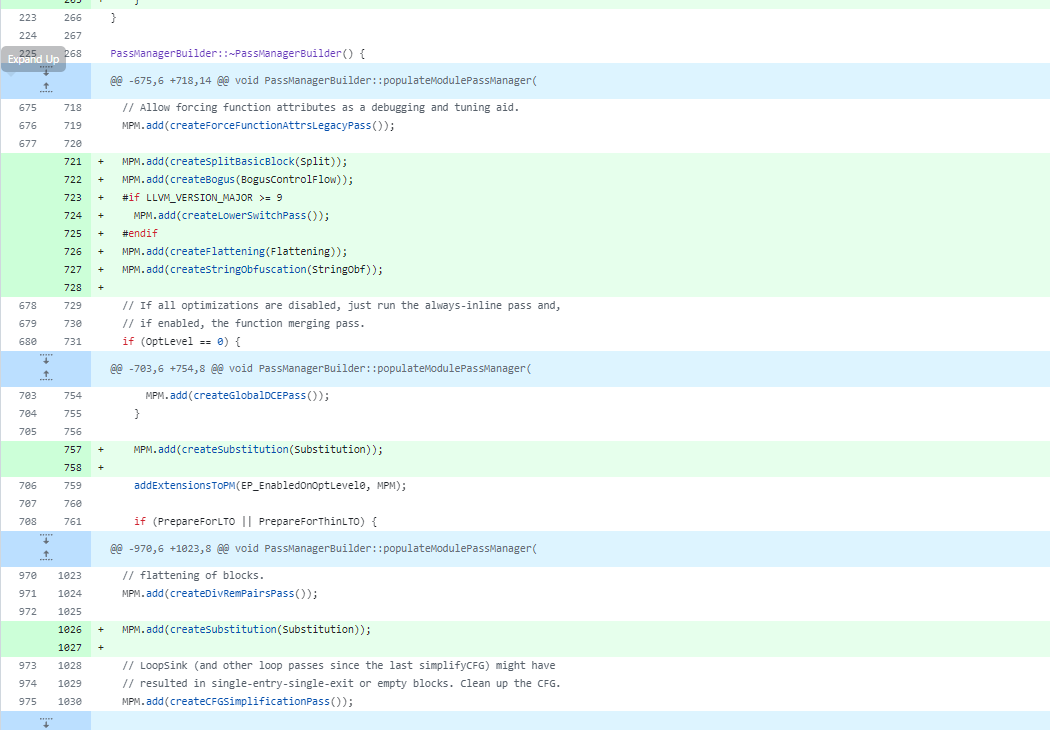 265 + }
223 266 }
224 267
225 268 PassManagerBuilder::~PassManagerBuilder() {
Expand Up
@@ -675,6 +718,14 @@ void PassManagerBuilder::populateModulePassManager(
675 718 // Allow forcing function attributes as a debugging and tuning aid.
676 719 MPM.add(createForceFunctionAttrsLegacyPass());
677 720
721 + MPM.add(createSplitBasicBlock(Split));
722 + MPM.add(createBogus(BogusControlFlow));
723 + #if LLVM_VERSION_MAJOR >= 9
724 + MPM.add(createLowerSwitchPass());
725 + #endif
726 + MPM.add(createFlattening(Flattening));
727 + MPM.add(createStringObfuscation(StringObf));
728 +
678 729 // If all optimizations are disabled, just run the always-inline pass and,
679 730 // if enabled, the function merging pass.
680 731 if (OptLevel == 0) {
@@ -703,6 +754,8 @@ void PassManagerBuilder::populateModulePassManager(
703 754 MPM.add(createGlobalDCEPass());
704 755 }
705 756
757 + MPM.add(createSubstitution(Substitution));
758 +
706 759 addExtensionsToPM(EP_EnabledOnOptLevel0, MPM);
707 760
708 761 if (PrepareForLTO || PrepareForThinLTO) {
@@ -970,6 +1023,8 @@ void PassManagerBuilder::populateModulePassManager(
970 1023 // flattening of blocks.
971 1024 MPM.add(createDivRemPairsPass());
972 1025
1026 + MPM.add(createSubstitution(Substitution));
1027 +
973 1028 // LoopSink (and other loop passes since the last simplifyCFG) might have
974 1029 // resulted in single-entry-single-exit or empty blocks. Clean up the CFG.
975 1030 MPM.add(createCFGSimplificationPass());